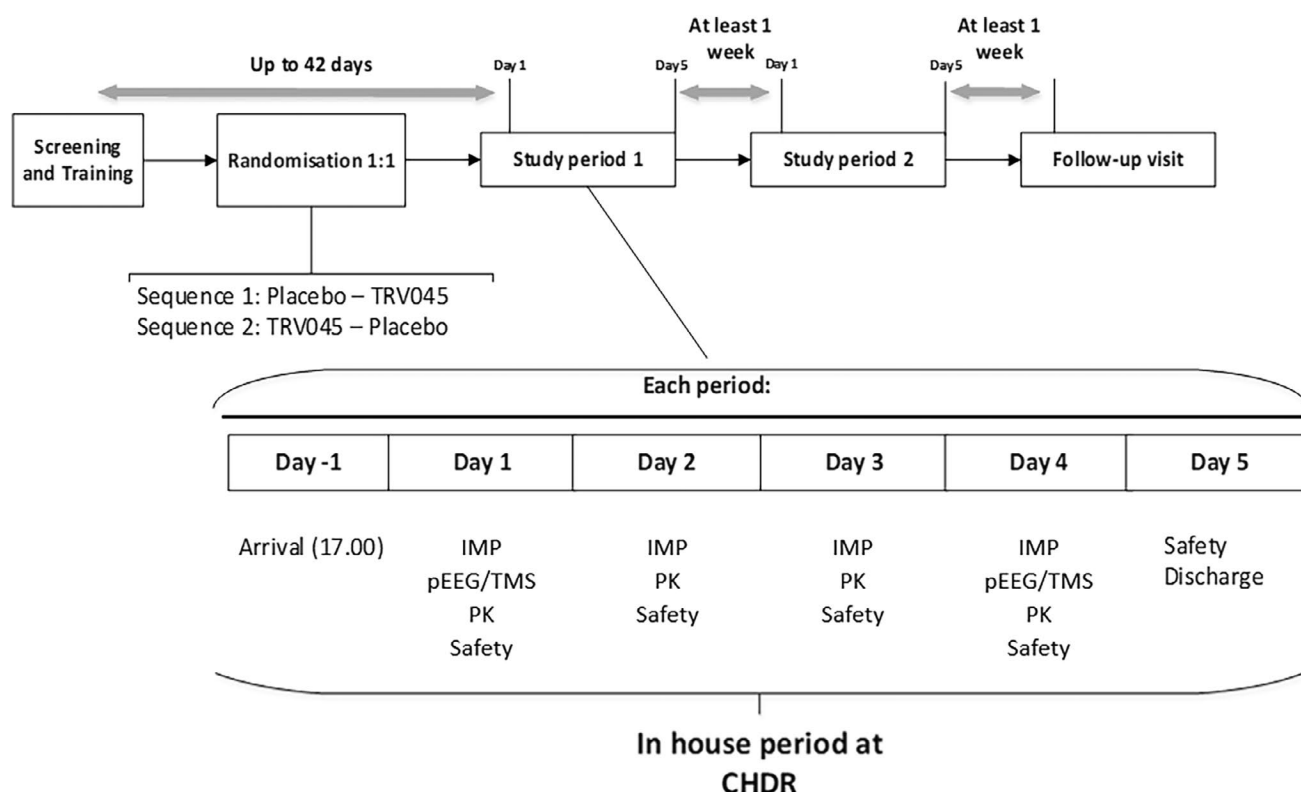 Up to 42 days
Day 1
Day 5
At least 1
week
Day 1
Day 5
At least 1
week
Screening
and Training
Randomisation 1:1
Study period 1
Study period 2
Follow-up visit
Sequence 1: Placebo – TRV045
Sequence 2: TRV045 – Placebo
Each period:
Day -1 Day 1 Day 2 Day 3 Day 4 Day 5
Arrival (17.00)
IMP
pEEG/TMS
PK
Safety
IMP
PK
Safety
IMP
PK
Safety
IMP
pEEG/TMS
PK
Safety
Safety
Discharge
In house period at
CHDR